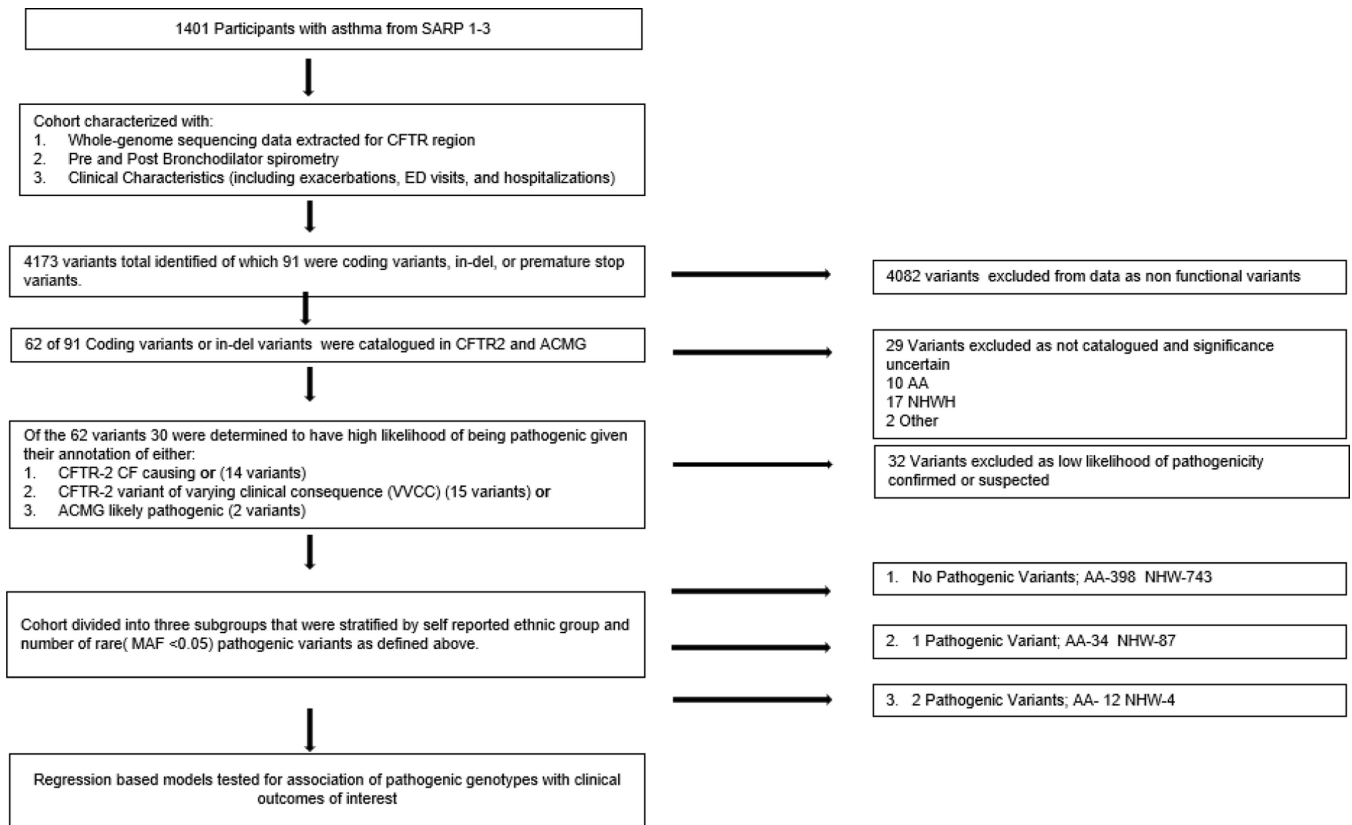 1401 Participants with asthma from SARP 1-3
Cohort characterized with:
1. Whole-genome sequencing data extracted for CFTR region
2. Pre and Post Bronchodilator spirometry
3. Clinical Characteristics (including exacerbations, ED visits, and hospitalizations)
4173 variants total identified of which 91 were coding variants, in-del, or premature stop
variants.
4082 variants excluded from data as non functional variants
62 of 91 Coding variants or in-del variants were catalogued in CFTR2 and ACMG
29 Variants excluded as not catalogued and significance
uncertain
10 AA
17 NHWH
2 Other
Of the 62 variants 30 were determined to have high likelihood of being pathogenic given
their annotation of either:
1. CFTR-2 CF causing or (14 variants)
2. CFTR-2 variant of varying clinical consequence (VVCC) (15 variants) or
3. ACMG likely pathogenic (2 variants)
32 Variants excluded as low likelihood of pathogenicity
confirmed or suspected
Cohort divided into three subgroups that were stratified by self reported ethnic group and
number of rare( MAF <0.05) pathogenic variants as defined above.
1. No Pathogenic Variants; AA-398 NHW-743
2. 1 Pathogenic Variant; AA-34 NHW-87
3. 2 Pathogenic Variants; AA- 12 NHW-4
Regression based models tested for association of pathogenic genotypes with clinical
outcomes of interest